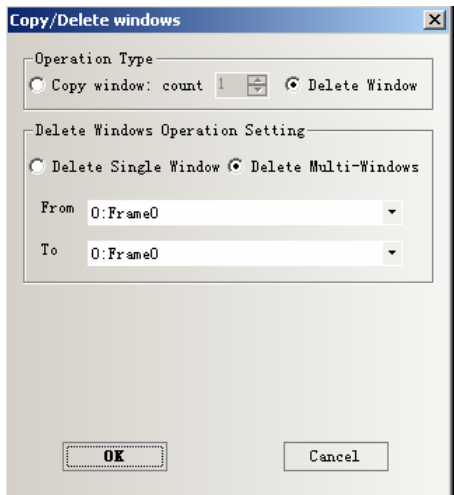 Copy/Delete windows
Operation Type
Copy window: count 1 Delete Window
Delete Windows Operation Setting
Delete Single Window Delete Multi-Windows
From 0:Frame0
To 0:Frame0
OK Cancel